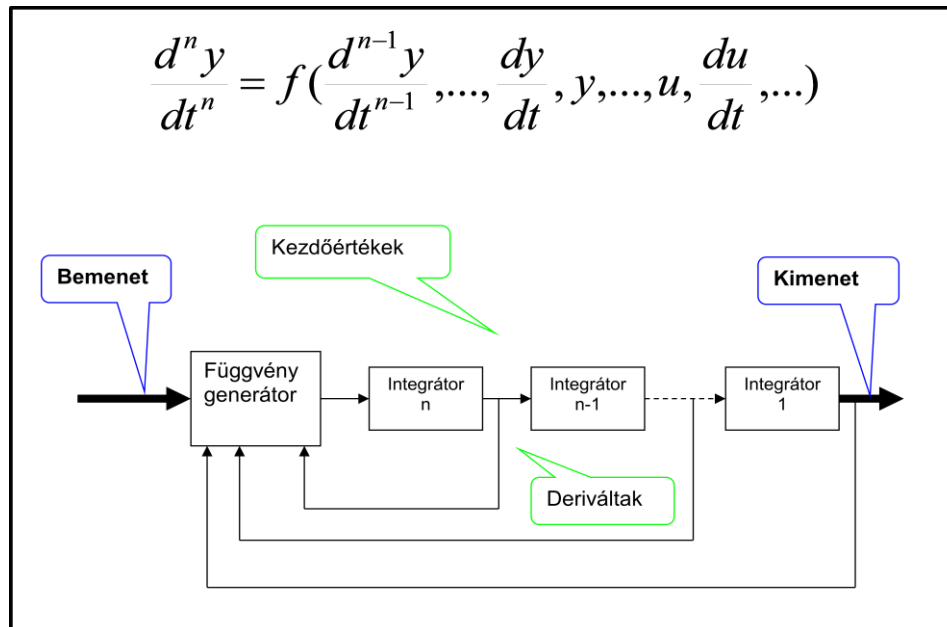 d^n y / dt^n = f( d^{n-1} y / dt^{n-1} ,..., dy / dt , y,..., u, du / dt ,...)
Kezdőértékek
Bemenet
Kimenet
Függvény
generátor
Integrátor
n
Integrátor
n-1
Integrátor
1
Deriváltak